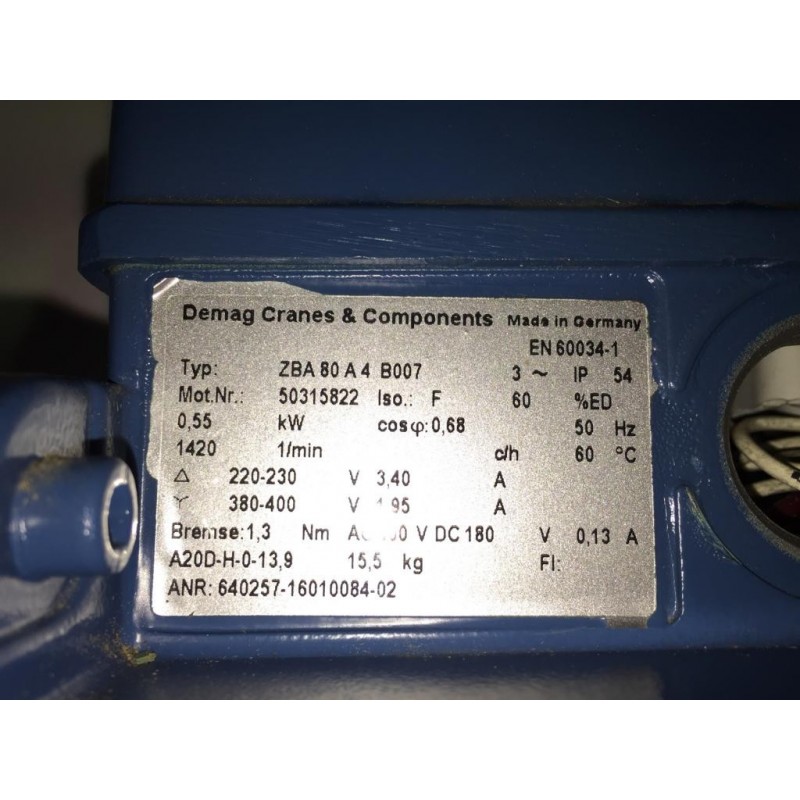 Demag Cranes & Components Made in Germany
EN 60034-1
Typ: ZBA 80 A 4 B007 3 ~ IP 54
Mot.Nr.: 50315822 Iso.: F 60 %ED
0,55 kW cosφ:0,68 50 Hz
1420 1/min c/h 60 °C
△ 220-230 V 3,40 A
Y 380-400 V 1,95 A
Bremse:1,3 Nm V DC 180 V 0,13 A
A20D-H-0-13,9 15,5 kg FI:
ANR: 640257-16010084-02